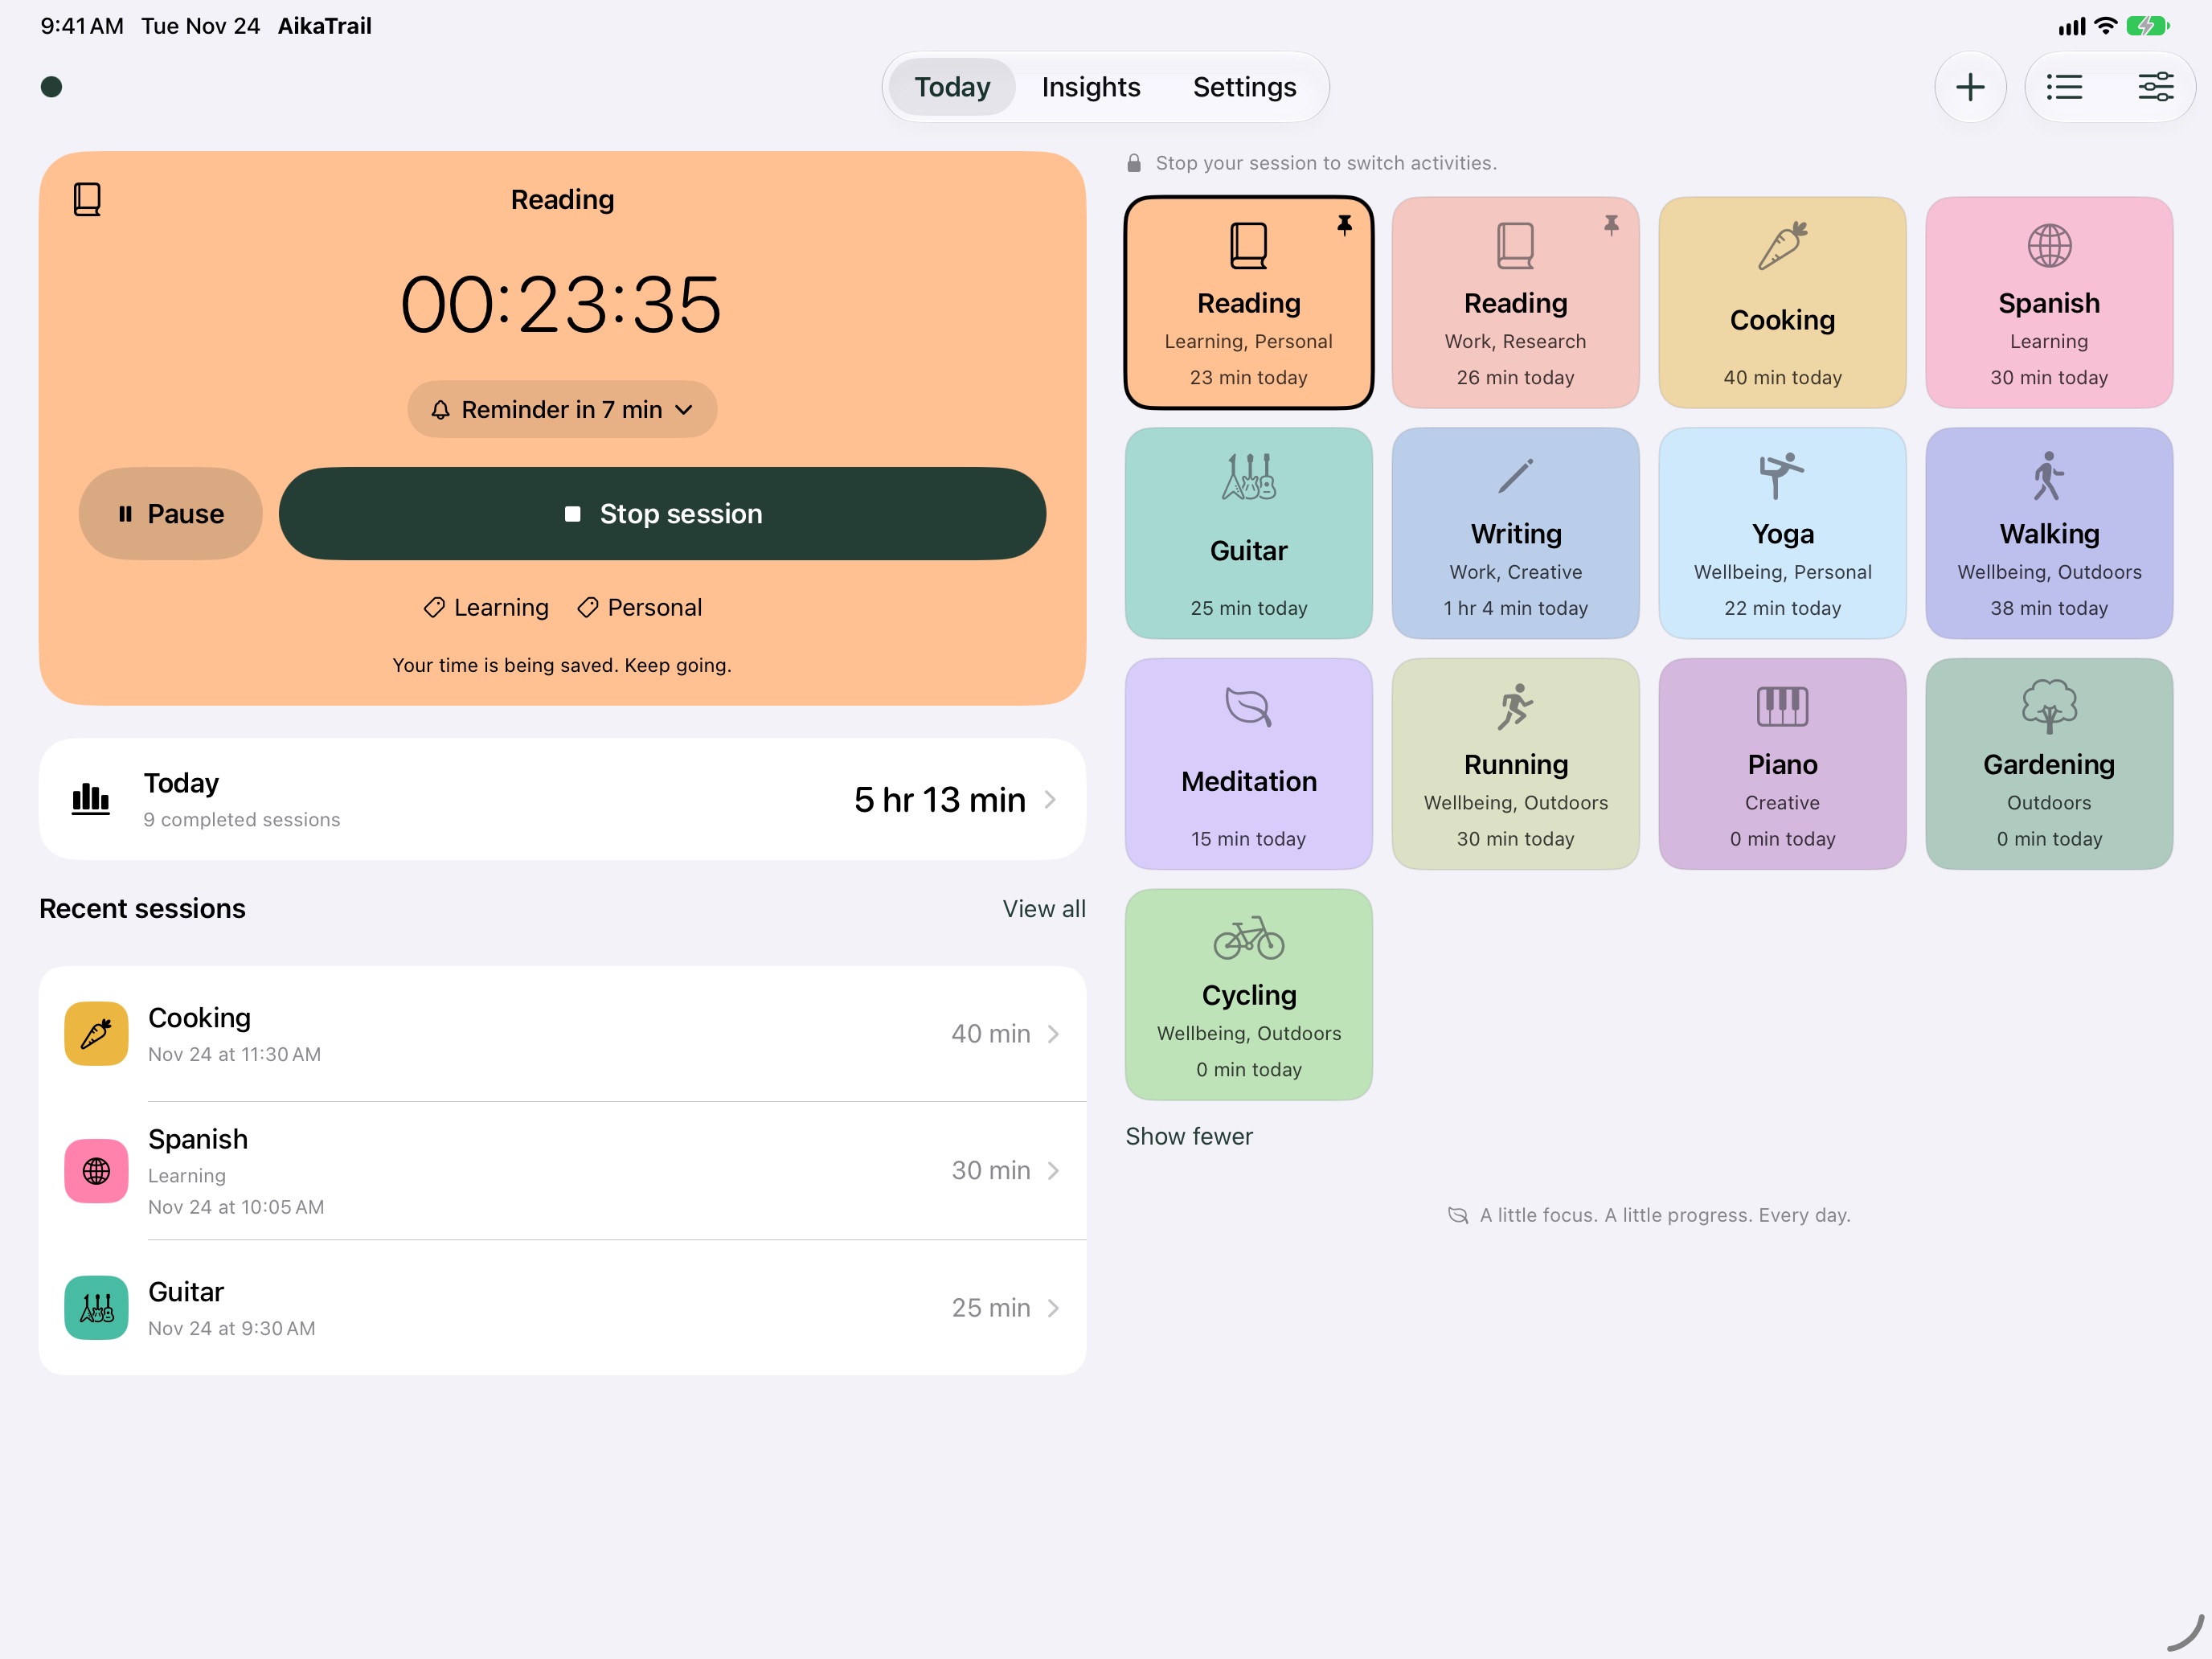 9:41 AM Tue Nov 24 AikaTrail
Today Insights Settings
Reading
00:23:35
Reminder in 7 min
Pause
Stop session
Learning Personal
Your time is being saved. Keep going.
Today
9 completed sessions
5 hr 13 min
Recent sessions
View all
Cooking
Nov 24 at 11:30 AM
40 min
Spanish
Learning
Nov 24 at 10:05 AM
30 min
Guitar
Nov 24 at 9:30 AM
25 min
Stop your session to switch activities.
Reading
Learning, Personal
23 min today
Reading
Work, Research
26 min today
Cooking
40 min today
Spanish
Learning
30 min today
Guitar
25 min today
Writing
Work, Creative
1 hr 4 min today
Yoga
Wellbeing, Personal
22 min today
Walking
Wellbeing, Outdoors
38 min today
Meditation
15 min today
Running
Wellbeing, Outdoors
30 min today
Piano
Creative
0 min today
Gardening
Outdoors
0 min today
Cycling
Wellbeing, Outdoors
0 min today
Show fewer
A little focus. A little progress. Every day.